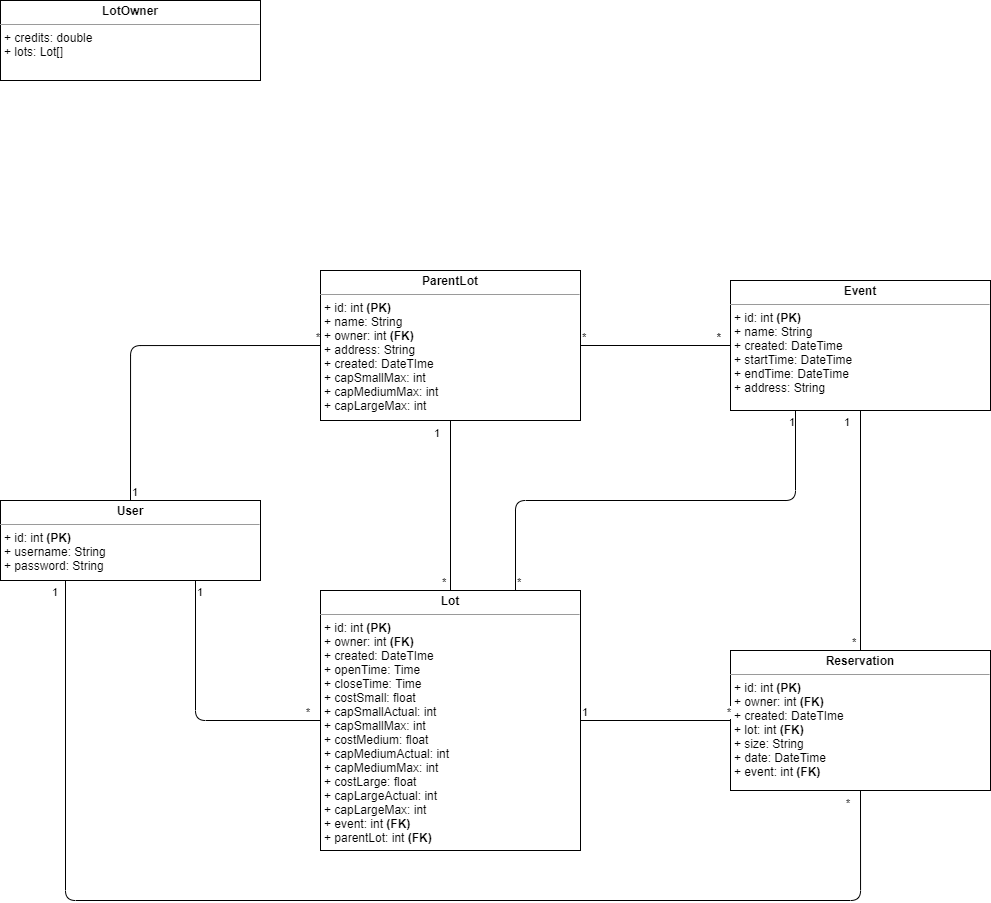 LotOwner
+ credits: double
+ lots: Lot[]
ParentLot
+ id: int (PK)
+ name: String
+ owner: int (FK)
+ address: String
+ created: DateTIme
+ capSmallMax: int
+ capMediumMax: int
+ capLargeMax: int
Event
+ id: int (PK)
+ name: String
+ created: DateTime
+ startTime: DateTime
+ endTime: DateTime
+ address: String
*
*
*
1
1
1
1
User
+ id: int (PK)
+ username: String
+ password: String
1
1
*
*
Lot
+ id: int (PK)
+ owner: int (FK)
+ created: DateTIme
+ openTime: Time
+ closeTime: Time
+ costSmall: float
+ capSmallActual: int
+ capSmallMax: int
+ costMedium: float
+ capMediumActual: int
+ capMediumMax: int
+ costLarge: float
+ capLargeActual: int
+ capLargeMax: int
+ event: int (FK)
+ parentLot: int (FK)
*
1
*
*
Reservation
+ id: int (PK)
+ owner: int (FK)
+ created: DateTIme
+ lot: int (FK)
+ size: String
+ date: DateTime
+ event: int (FK)
*